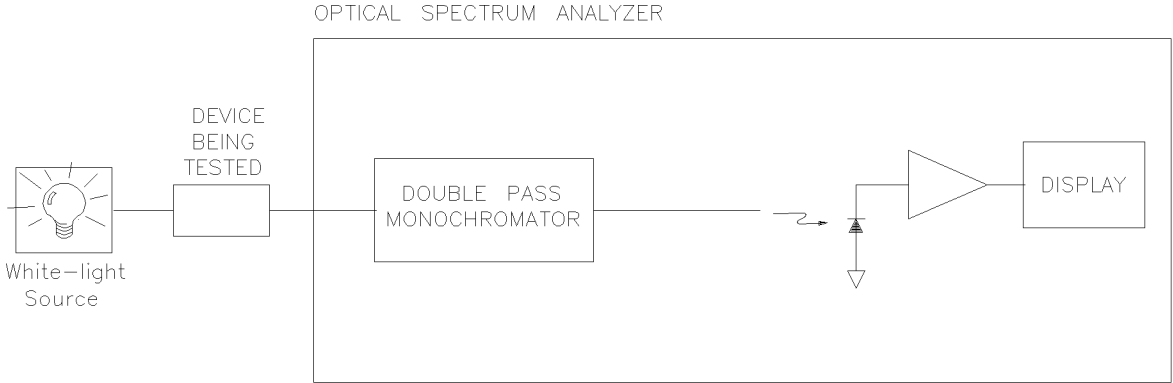 OPTICAL SPECTRUM ANALYZER
DEVICE
BEING
TESTED
DOUBLE PASS
MONOCHROMATOR
DISPLAY
White-light
Source